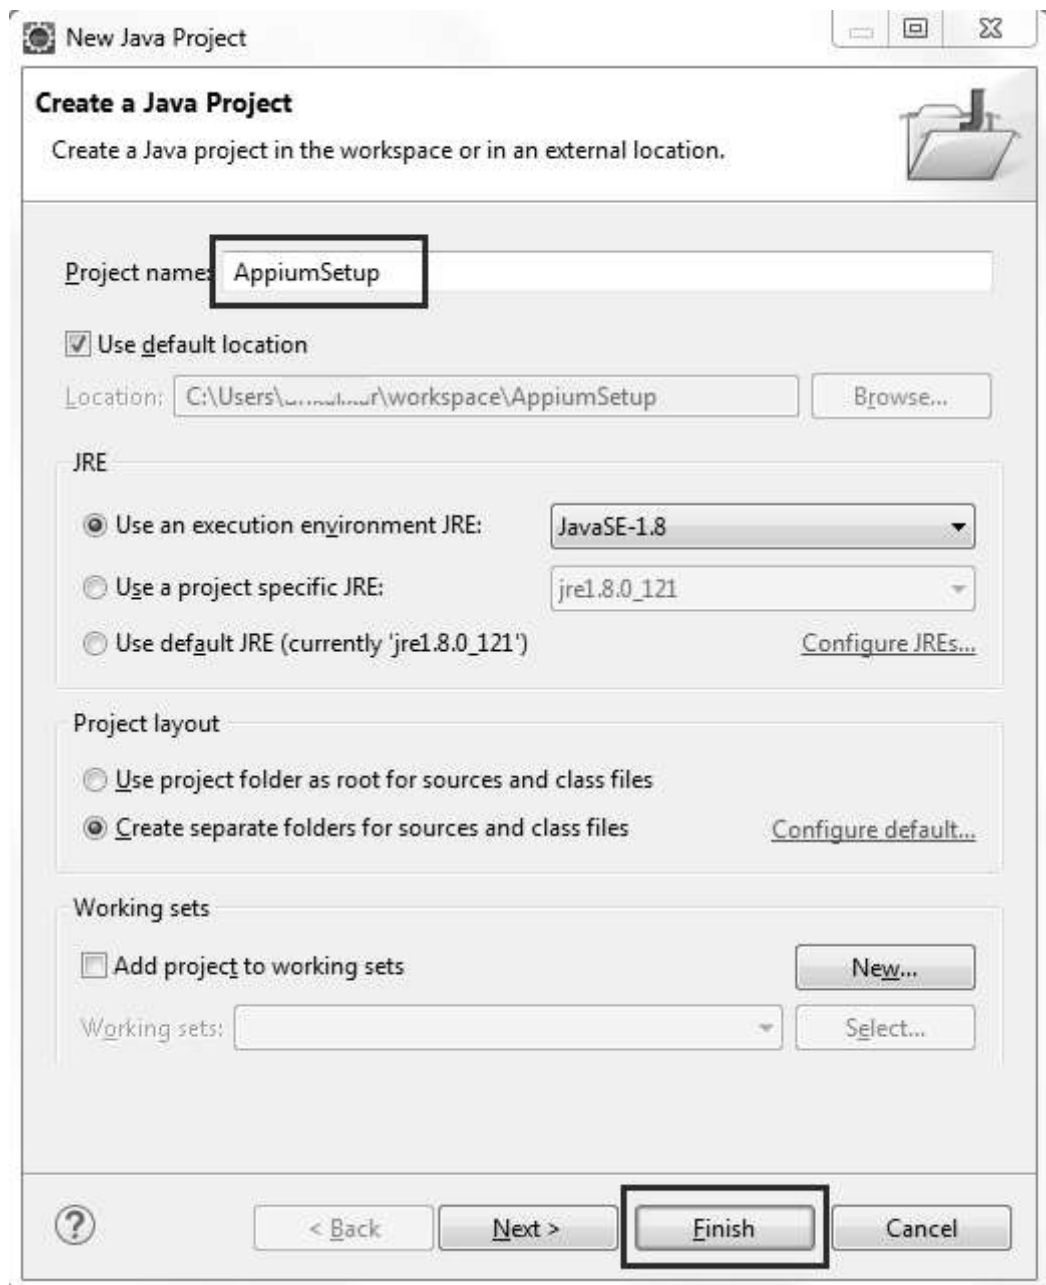 New Java Project
Create a Java Project
Create a Java project in the workspace or in an external location.
Project name: AppiumSetup
Use default location
Location: C:\Users\ \workspace\AppiumSetup Browse...
JRE
Use an execution environment JRE: JavaSE-1.8
Use a project specific JRE: jre1.8.0_121
Use default JRE (currently 'jre1.8.0_121') Configure JREs...
Project layout
Use project folder as root for sources and class files
Create separate folders for sources and class files Configure default...
Working sets
Add project to working sets New...
Working sets: Select...
? < Back Next > Finish Cancel